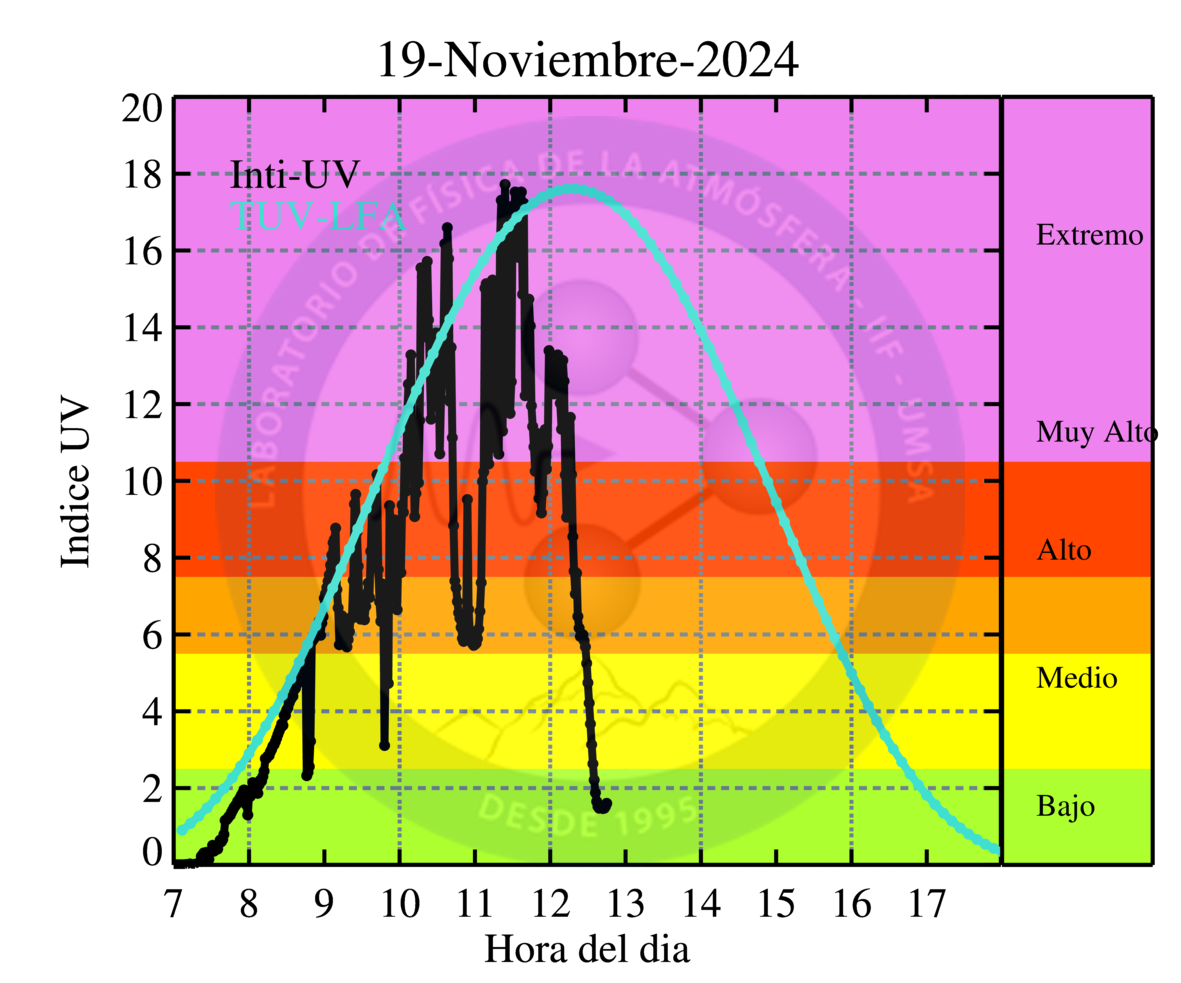 19-Noviembre-2024
20
18
16
14
12
10
8
6
4
2
0
Indice UV
Inti-UV
TUV-LFA
LABORATORIO DE FÍSICA DE LA ATMÓSFERA - IIF - UMSA
DESDE 1995
Extremo
Muy Alto
Alto
Medio
Bajo
7 8 9 10 11 12 13 14 15 16 17
Hora del dia